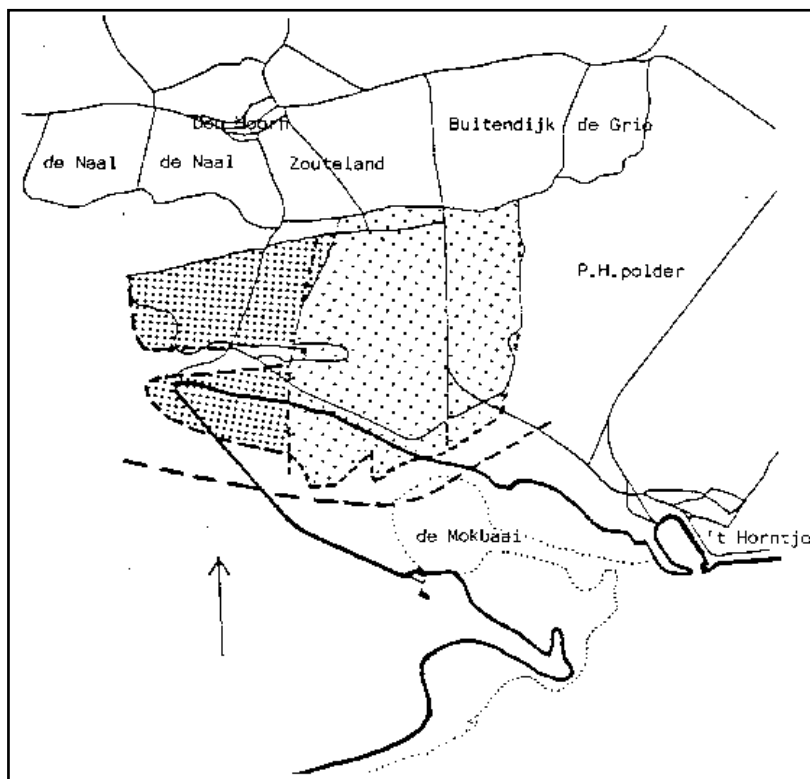 Den Hoorn
Buitendijk
de Grie
de Naal
de Naal
Zouteland
P.H.polder
de Mokbaai
't Horntje